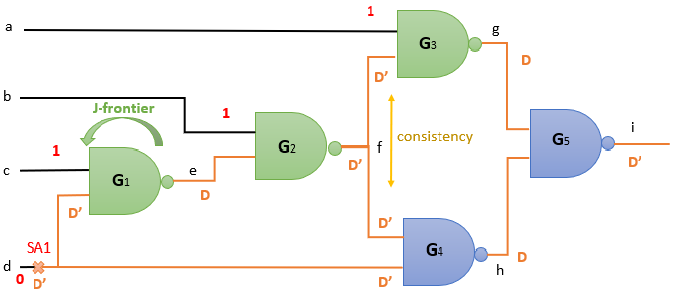 a
1
G3
g
D
D'
b
J-frontier
1
1
G2
f
consistency
G5
i
D'
c
G1
e
D
D'
D'
D'
G4
h
D
SA1
d
0
D'
D'